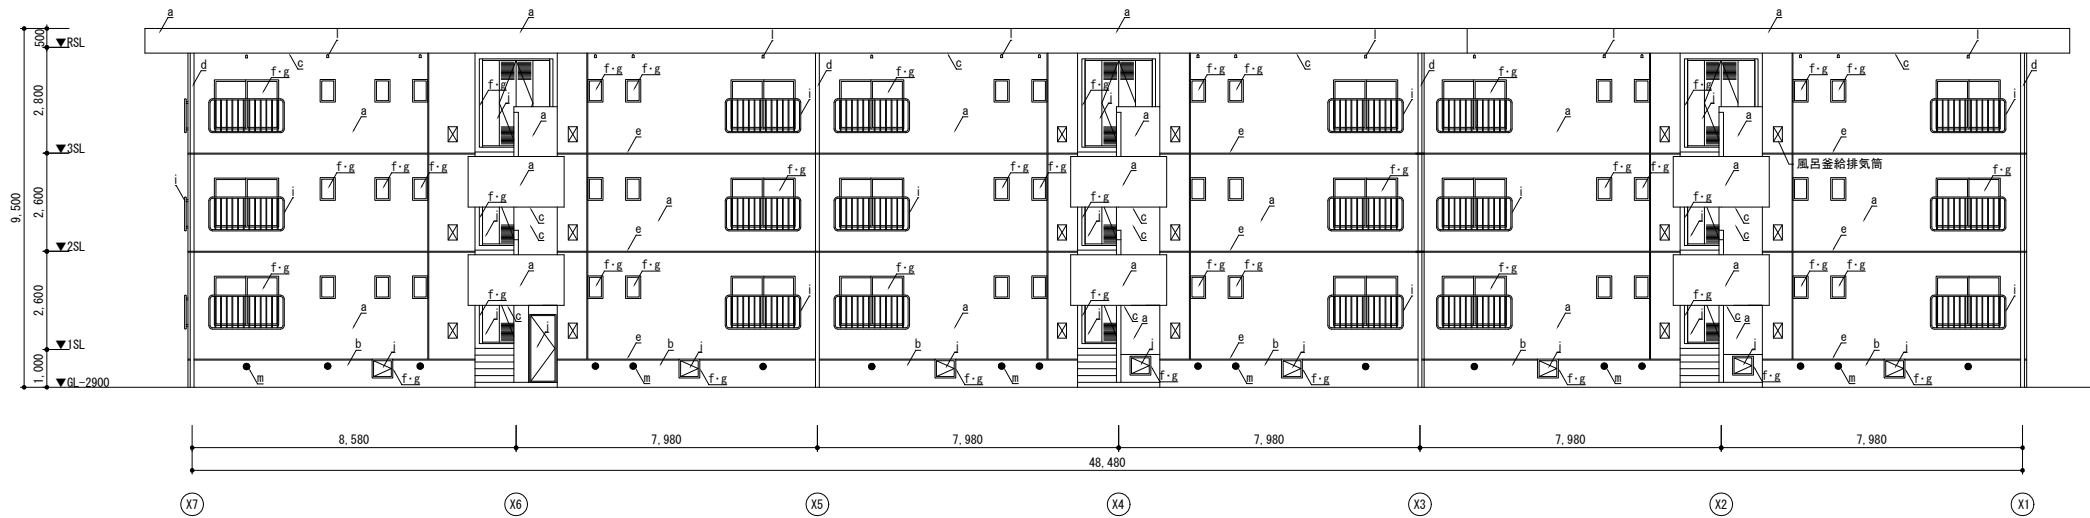 a a a a
500 ▼RSL l l l l l l
d f·g c f·g f·g f·g d f·g c f·g f·g f·g c d f·g f·g f·g f·g c d
2,800 a j a i a j a i a j a i
▼3SL e e e
風呂釜給排気筒
i f·g f·g f·g a f·g f·g f·g f·g f·g a f·g f·g f·g f·g a f·g
9,500 2,600 i f·g c a i f·g c a i f·g c a
j c j c j c
▼2SL e e e
f·g a f·g f·g f·g a f·g f·g f·g a f·g
2,600 a f·g c i a f·g c i a f·g c i
j j j a j a
▼1SL b e b j b j e b j b j e b j
1,000 m j f·g m f·g f·g m f·g m f·g f·g m f·g f·g
▼GL-2900
8,580 7,980 7,980 7,980 7,980 7,980
48,480
X7 X6 X5 X4 X3 X2 X1